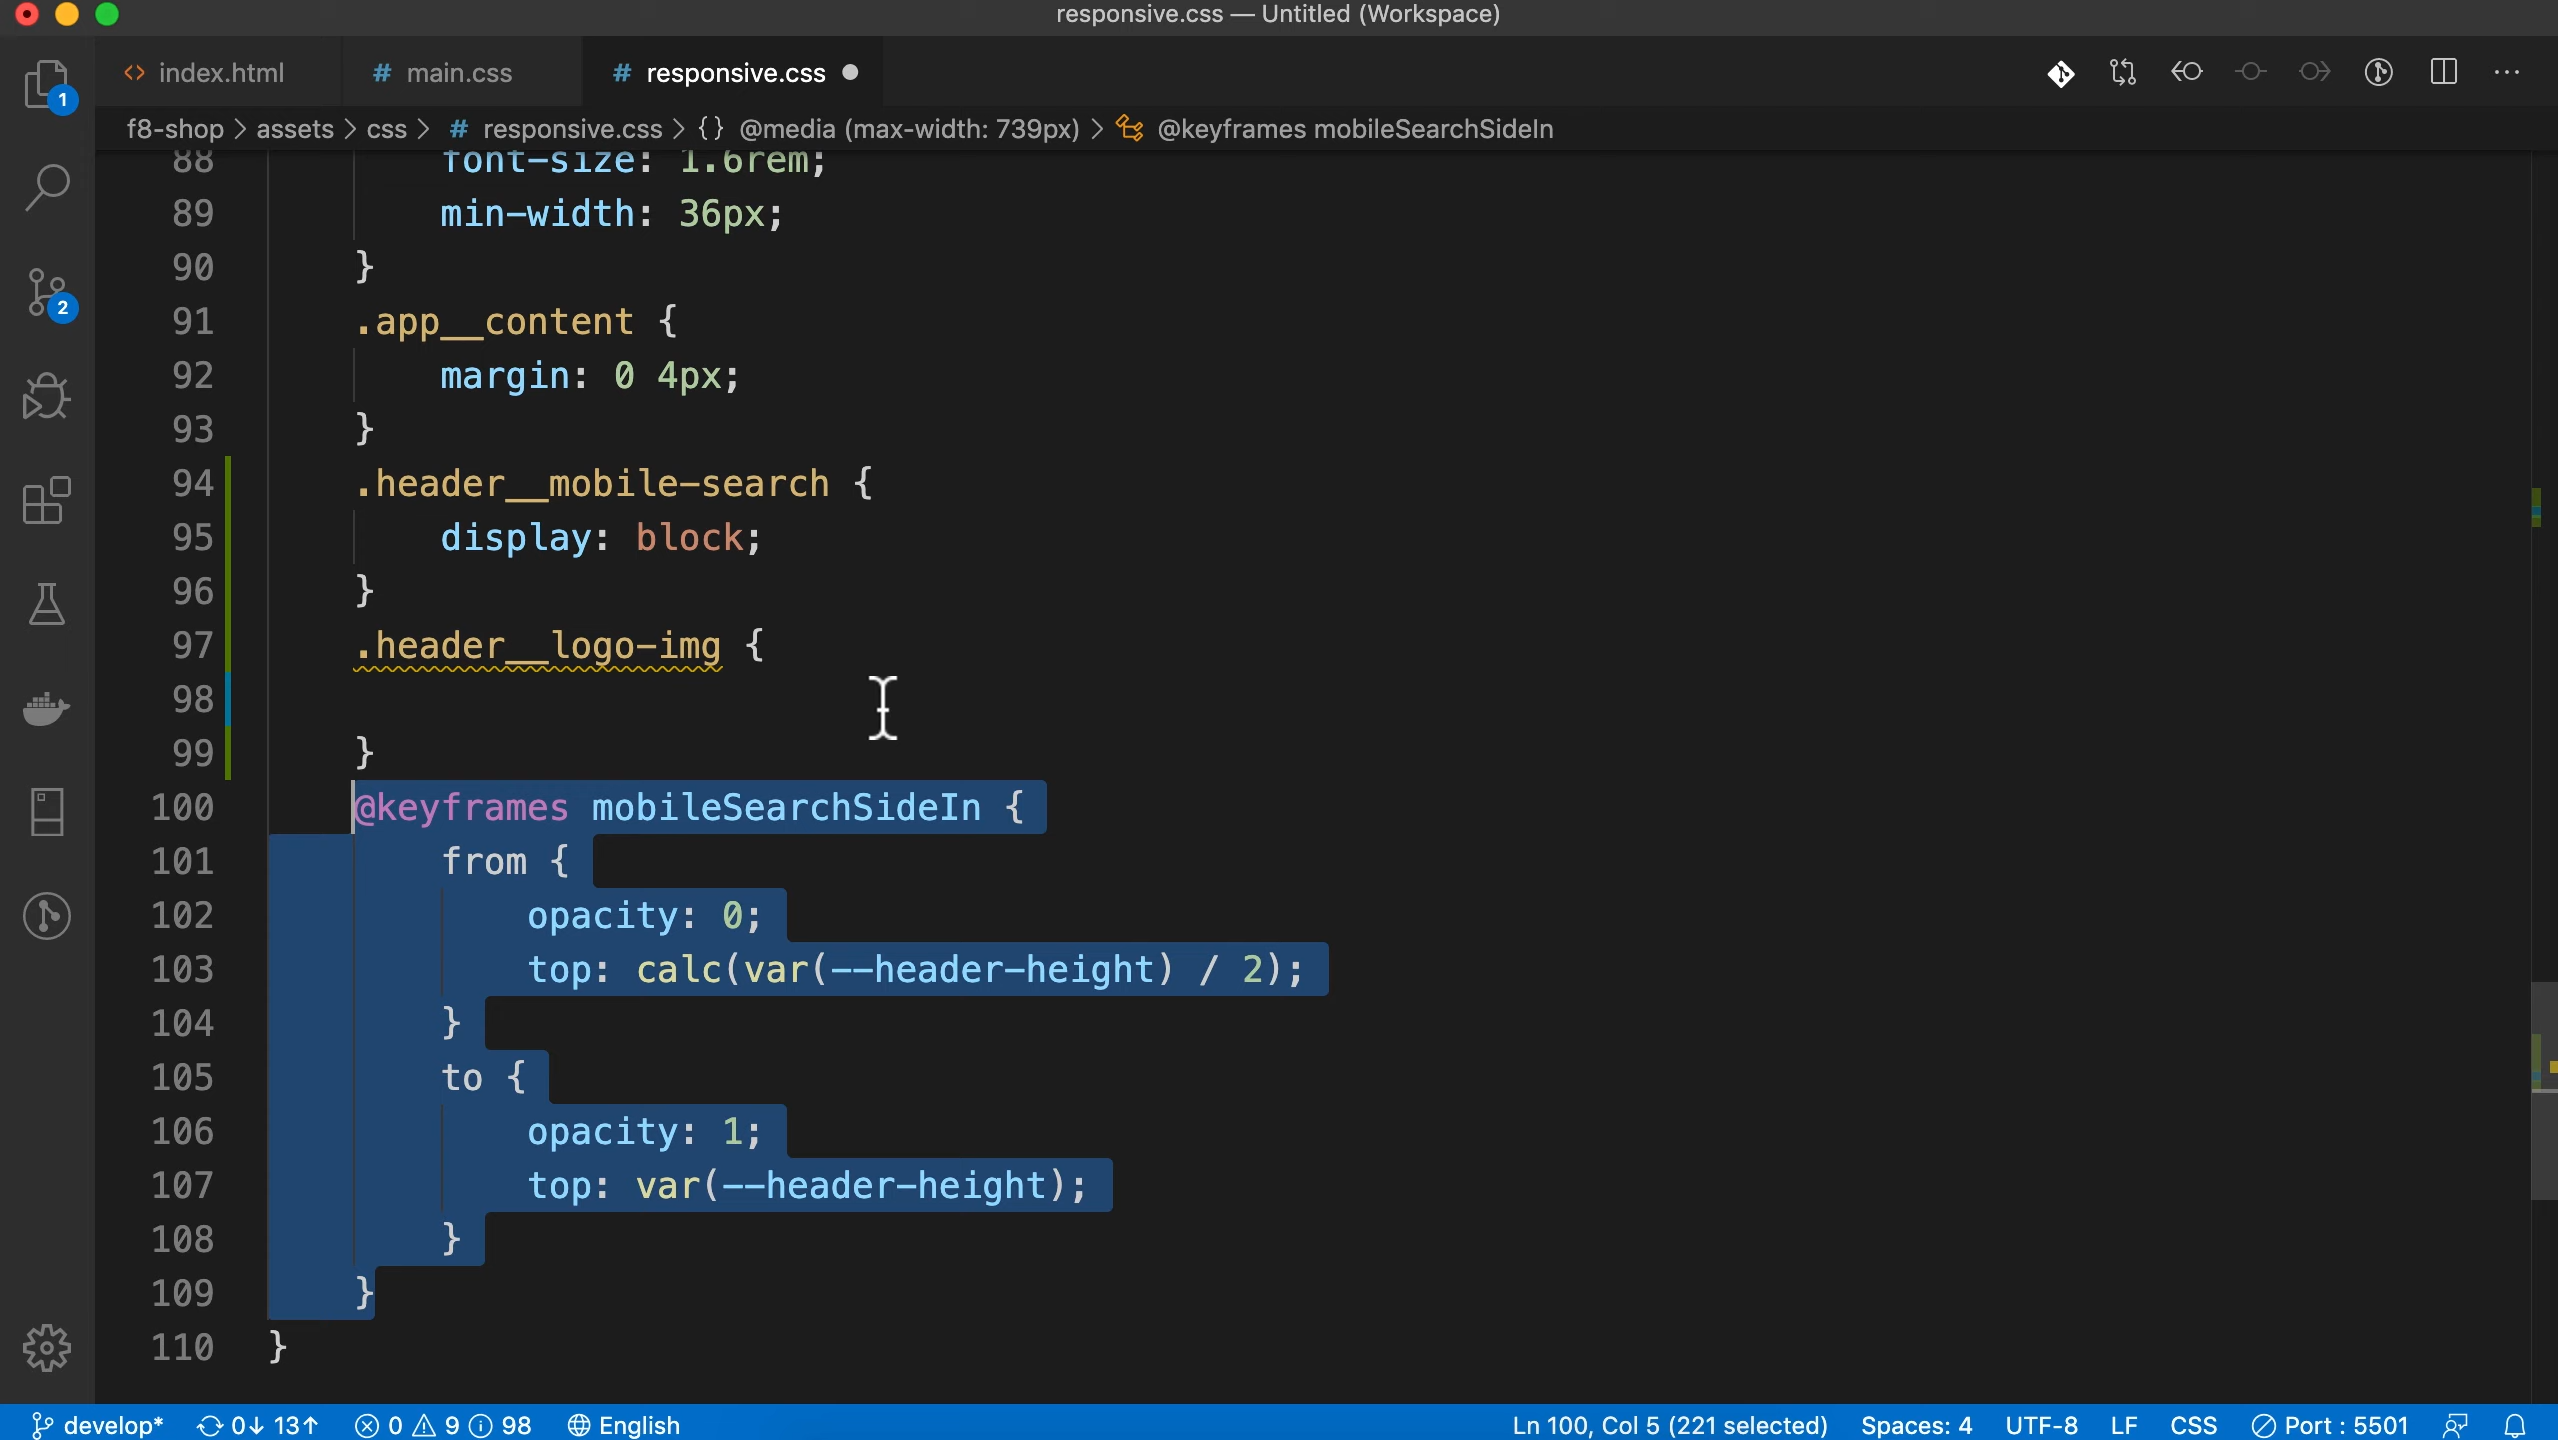 responsive.css — Untitled (Workspace)
index.html
# main.css
# responsive.css
f8-shop > assets > css > # responsive.css > {} @media (max-width: 739px) > @keyframes mobileSearchSideIn
1
2
88 font-size: 1.6rem;
89 min-width: 36px;
90 }
91 .app__content {
92 margin: 0 4px;
93 }
94 .header__mobile-search {
95 display: block;
96 }
97 .header__logo-img {
98
99 }
100 @keyframes mobileSearchSideIn {
101 from {
102 opacity: 0;
103 top: calc(var(--header-height) / 2);
104 }
105 to {
106 opacity: 1;
107 top: var(--header-height);
108 }
109 }
110 }
develop* 0↓ 13↑ 0 9 98 English Ln 100, Col 5 (221 selected) Spaces: 4 UTF-8 LF CSS Port : 5501